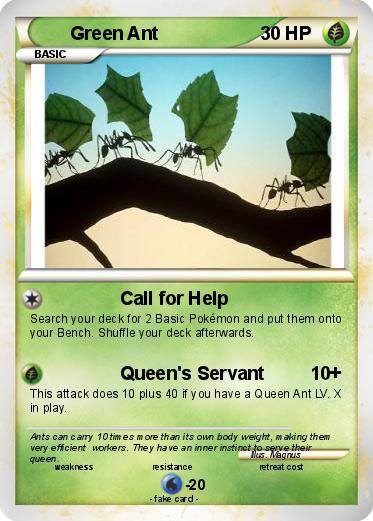 Green Ant 30 HP
BASIC
Call for Help
Search your deck for 2 Basic Pokémon and put them onto
your Bench. Shuffle your deck afterwards.
Queen's Servant 10+
This attack does 10 plus 40 if you have a Queen Ant LV. X
in play.
Ants can carry 10 times more than its own body weight, making them
very efficient workers. They have an inner instinct to serve their
queen.
Illus. Magnus
weakness resistance retreat cost
-20
- fake card -